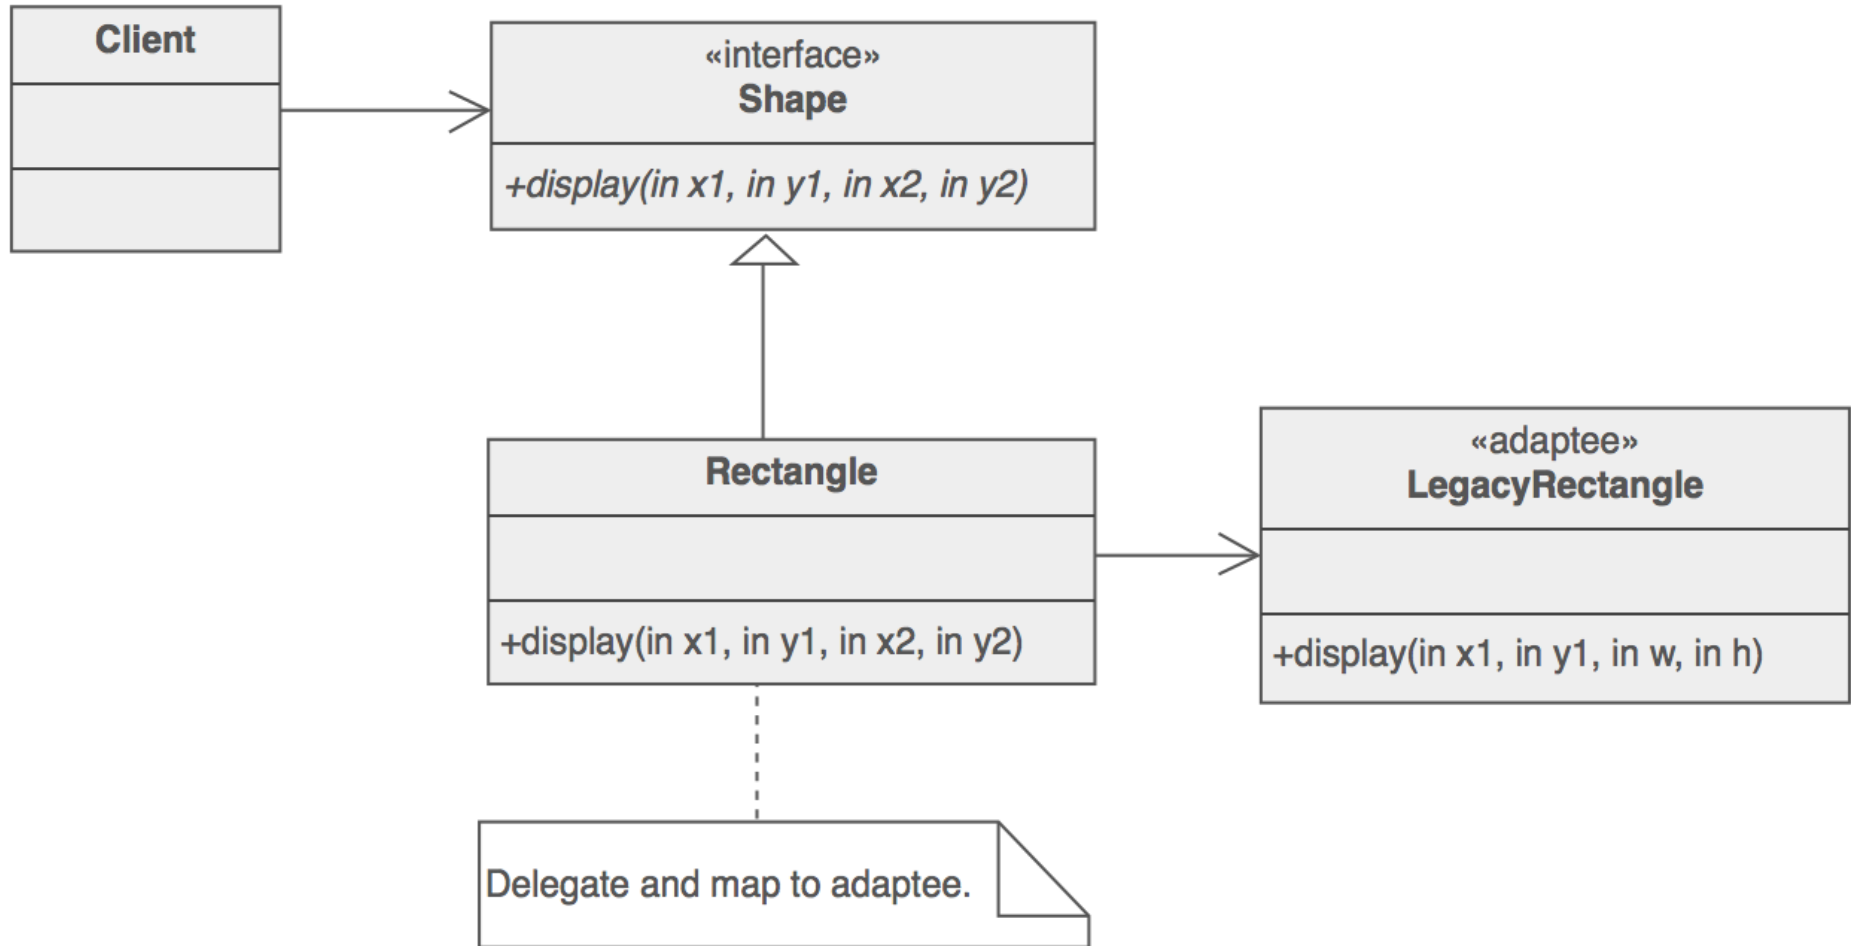 Client
«interface»
Shape
+display(in x1, in y1, in x2, in y2)
Rectangle
+display(in x1, in y1, in x2, in y2)
«adaptee»
LegacyRectangle
+display(in x1, in y1, in w, in h)
Delegate and map to adaptee.